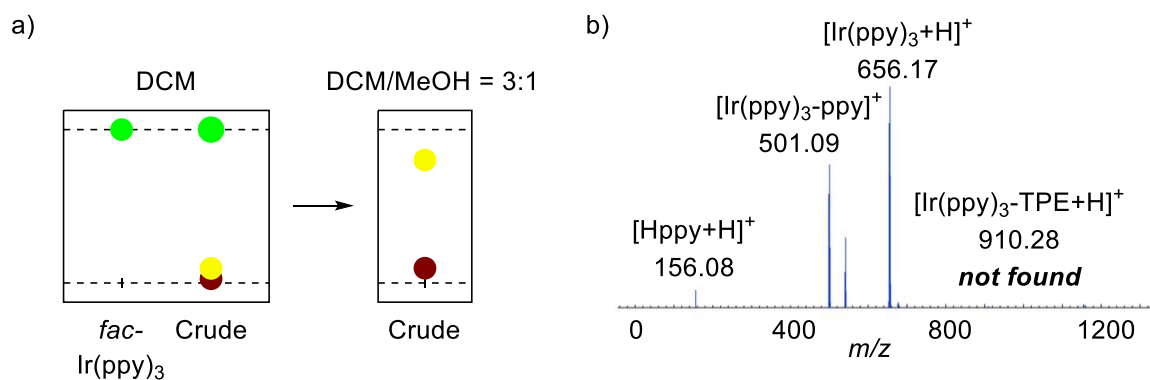 a)
DCM
DCM/MeOH = 3:1
fac-
Ir(ppy)3
Crude
Crude
b)
[Ir(ppy)3+H]+
656.17
[Ir(ppy)3-ppy]+
501.09
[Ir(ppy)3-TPE+H]+
910.28
not found
[Hppy+H]+
156.08
0 400 800 1200
m/z